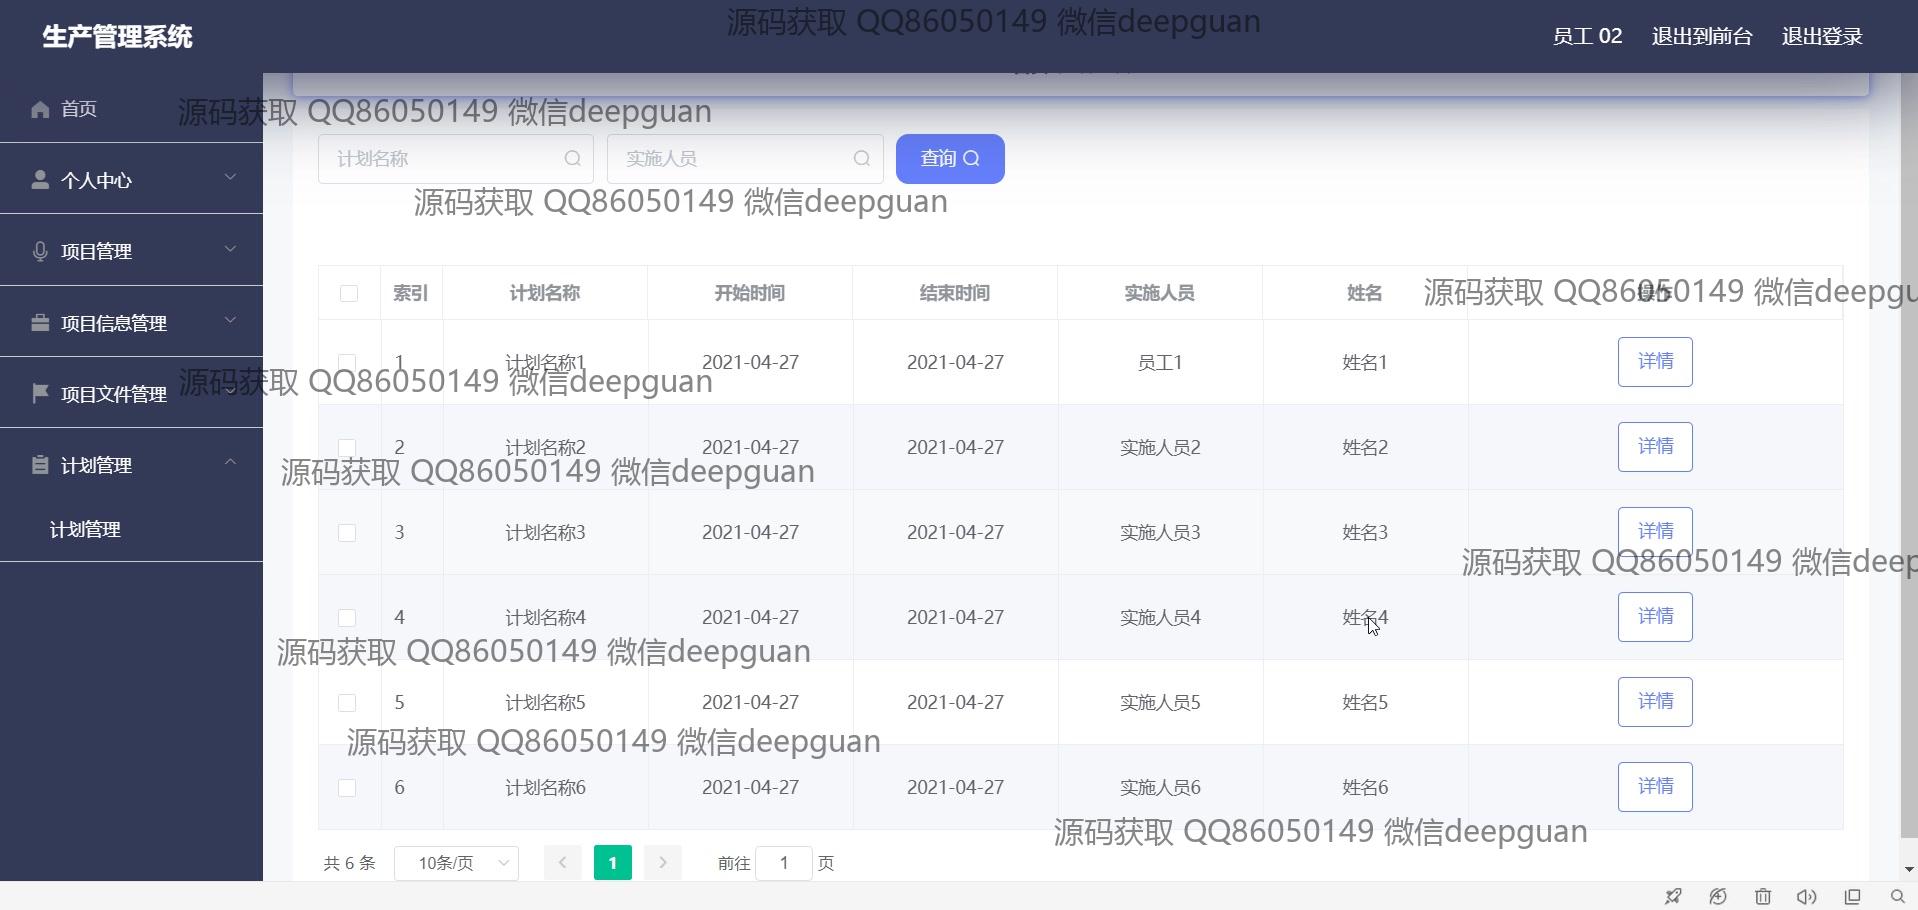 生产管理系统
源码获取 QQ86050149 微信deepguan
员工 02 退出到前台 退出登录
首页
源码获取 QQ86050149 微信deepguan
计划名称 实施人员 查询
个人中心
源码获取 QQ86050149 微信deepguan
项目管理
索引 计划名称 开始时间 结束时间 实施人员 姓名 操作
源码获取 QQ86050149 微信deepgu
项目信息管理
1 计划名称1 2021-04-27 2021-04-27 员工1 姓名1 详情
源码获取 QQ86050149 微信deepguan
项目文件管理
2 计划名称2 2021-04-27 2021-04-27 实施人员2 姓名2 详情
源码获取 QQ86050149 微信deepguan
计划管理
计划管理
3 计划名称3 2021-04-27 2021-04-27 实施人员3 姓名3 详情
源码获取 QQ86050149 微信deep
4 计划名称4 2021-04-27 2021-04-27 实施人员4 姓名4 详情
源码获取 QQ86050149 微信deepguan
5 计划名称5 2021-04-27 2021-04-27 实施人员5 姓名5 详情
源码获取 QQ86050149 微信deepguan
6 计划名称6 2021-04-27 2021-04-27 实施人员6 姓名6 详情
源码获取 QQ86050149 微信deepguan
共 6 条 10条/页 1 前往 1 页